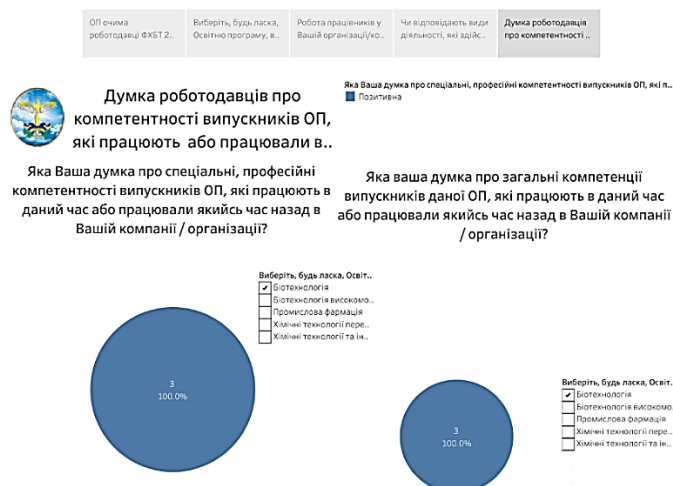 ОП очима
роботодавці ФХБТ 2..
Виберіть, будь ласка,
Освітню програму, в..
Робота працівників у
Вашій організації/ко..
Чи відповідають види
діяльності, які здійс..
Думка роботодавців
про компетентності ..
Думка роботодавців про
компетентності випускників ОП,
які працюють або працювали в..
Яка Ваша думка про спеціальні, професійні компетентності випускників ОП, які п...
Позитивна
Яка Ваша думка про спеціальні, професійні
компетентності випускників ОП, які працюють в
даний час або працювали якийсь час назад в
Вашій компанії / організації?
Яка ваша думка про загальні компетенції
випускників даної ОП, які працюють в даний час
або працювали якийсь час назад в Вашій компанії
/ організації?
Виберіть, будь ласка, Освіт..
Біотехнологія
Біотехнологія високомо..
Промислова фармація
Хімічні технології пере..
Хімічні технології та ін..
3
100.0%
Виберіть, будь ласка, Освіт..
Біотехнологія
Біотехнологія високомо..
Промислова фармація
Хімічні технології пере..
Хімічні технології та ін..
3
100.0%